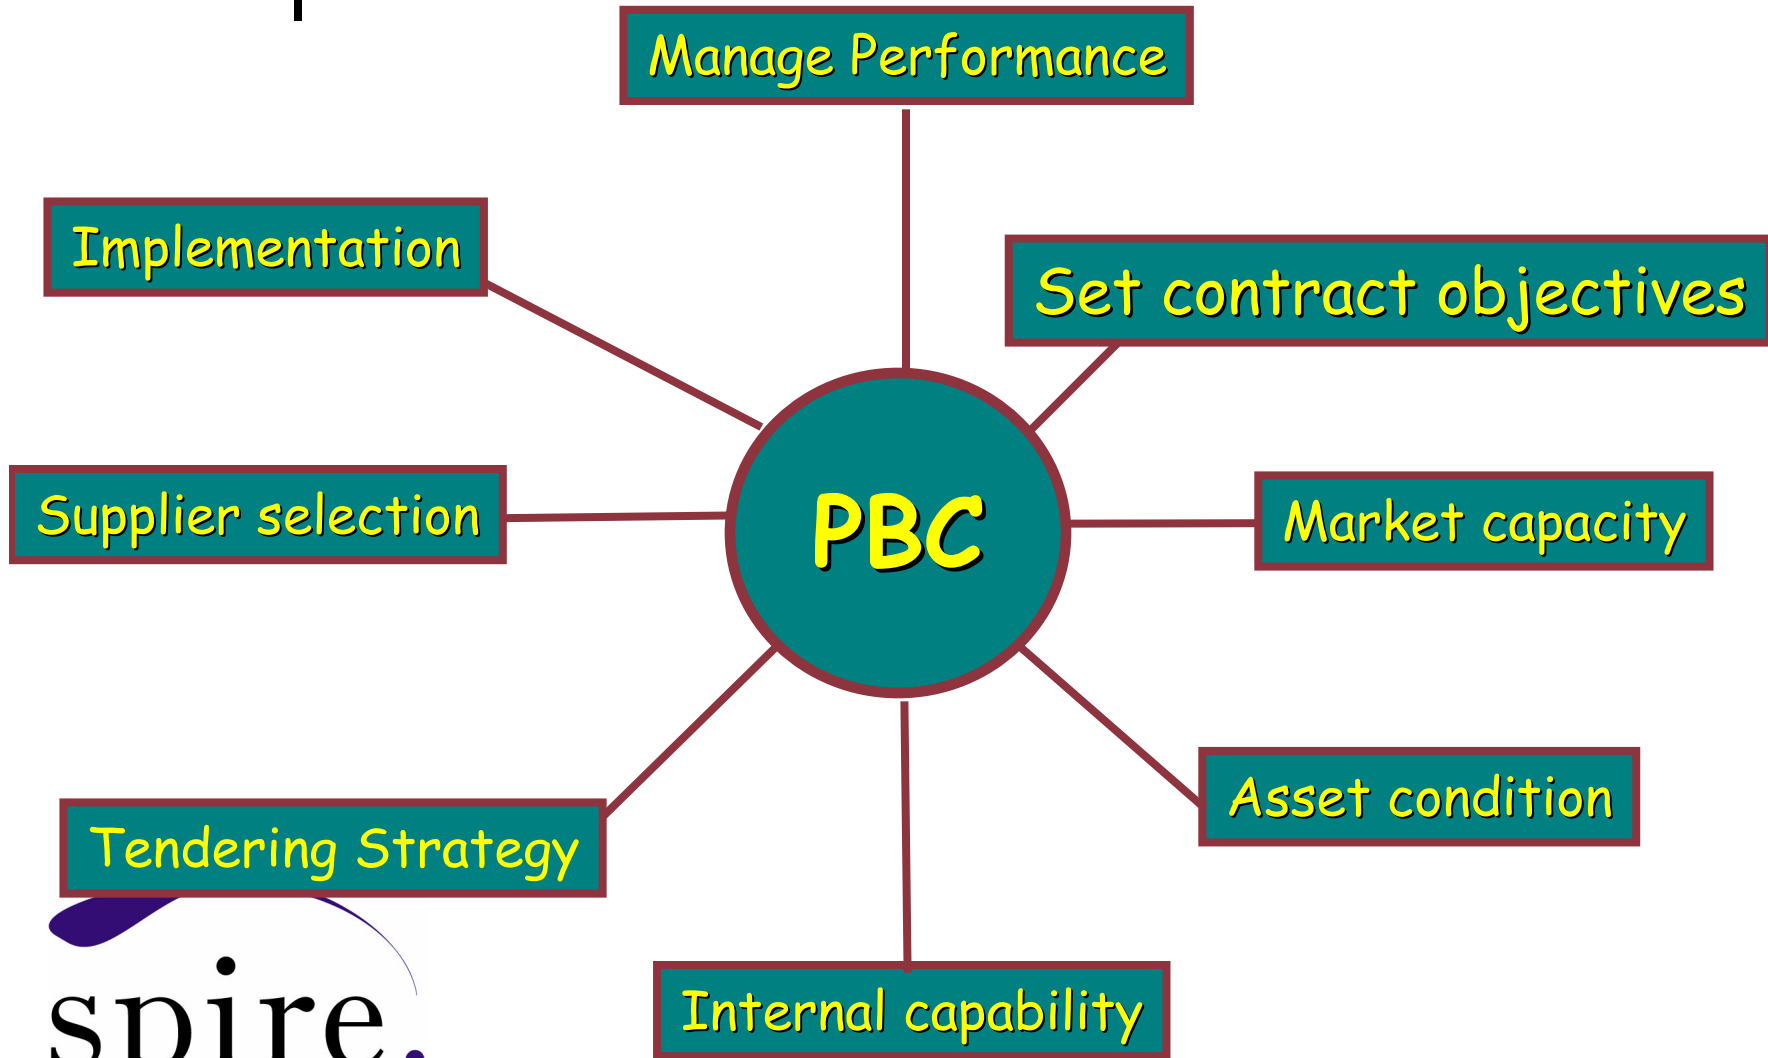 Manage Performance
Implementation
Set contract objectives
Supplier selection
PBC
Market capacity
Asset condition
Tendering Strategy
Internal capability
spire.